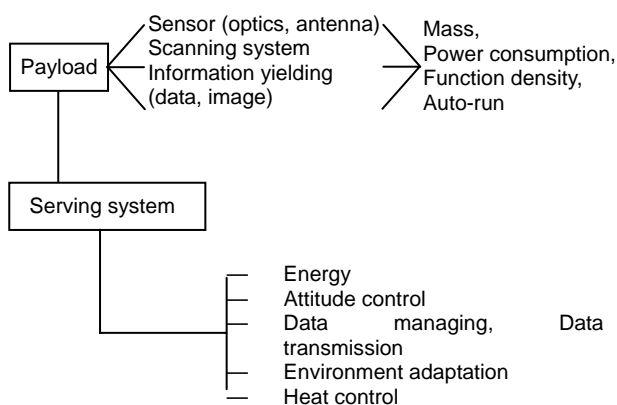 Payload
Sensor (optics, antenna)
Scanning system
Information yielding
(data, image)
Mass,
Power consumption,
Function density,
Auto-run
Serving system
Energy
Attitude control
Data managing, Data
transmission
Environment adaptation
Heat control